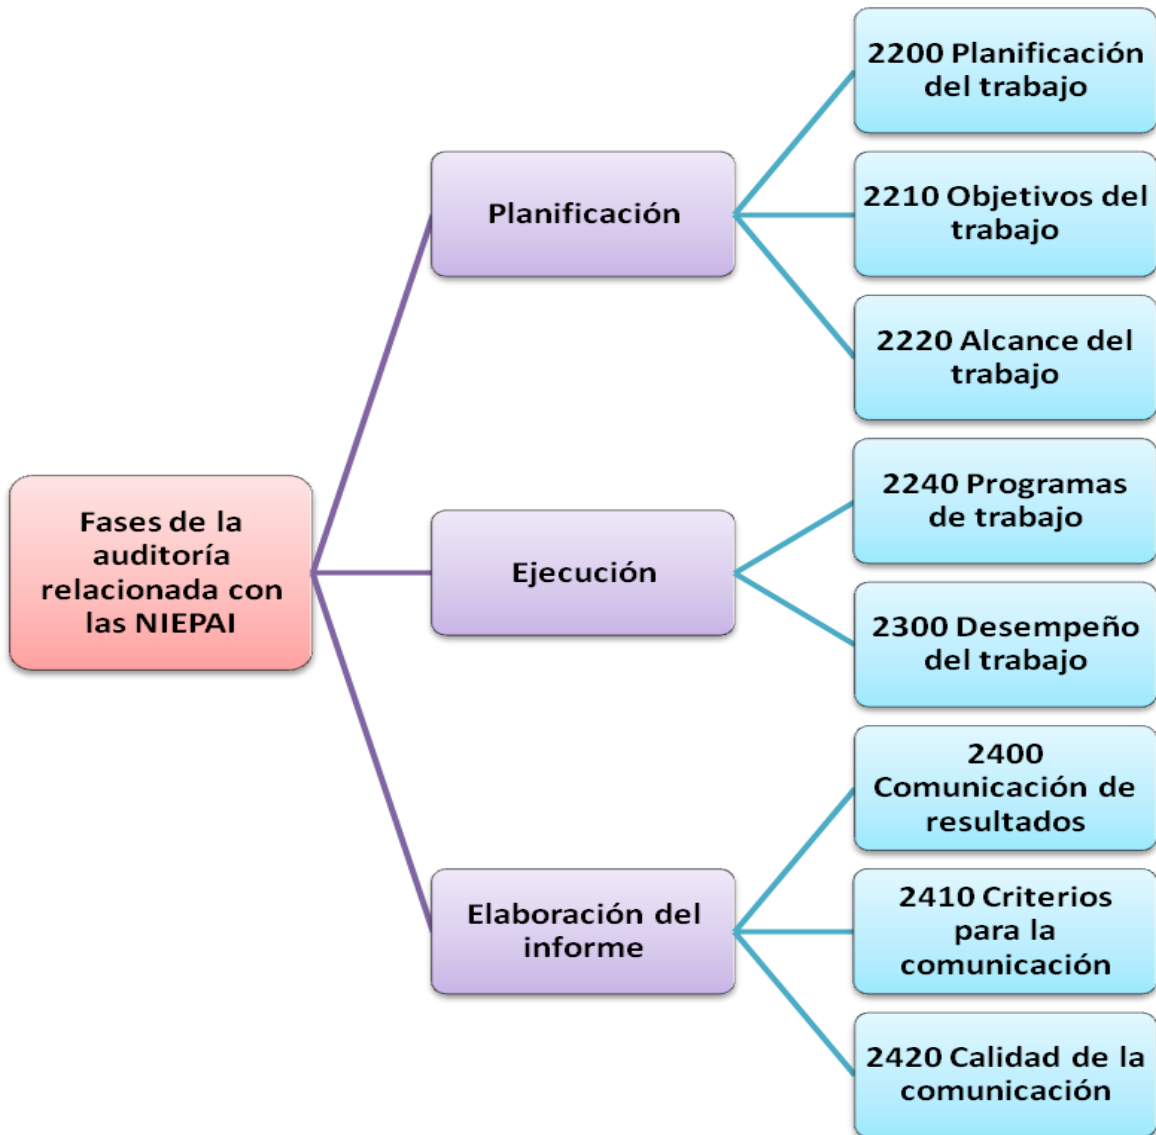 Fases de la
auditoría
relacionada con
las NIEPAI
Planificación
2200 Planificación
del trabajo
2210 Objetivos del
trabajo
2220 Alcance del
trabajo
Ejecución
2240 Programas
de trabajo
2300 Desempeño
del trabajo
Elaboración del
informe
2400
Comunicación de
resultados
2410 Criterios
para la
comunicación
2420 Calidad de la
comunicación